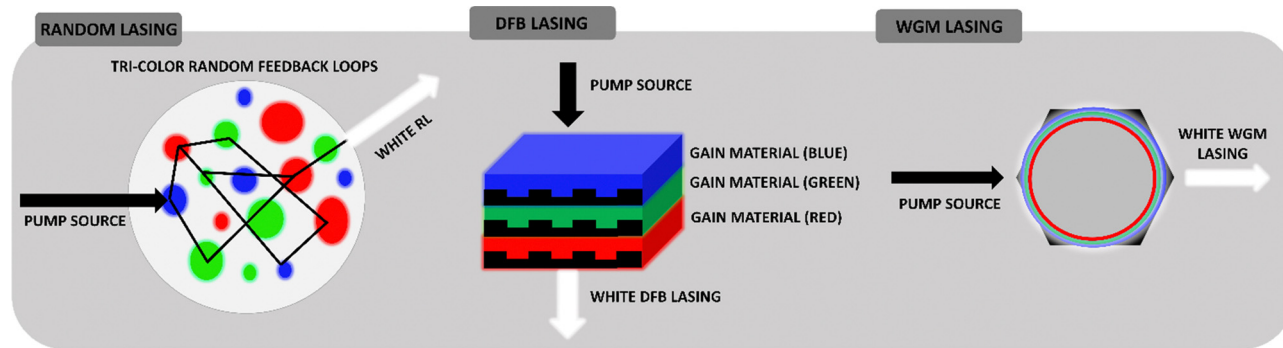 RANDOM LASING
TRI-COLOR RANDOM FEEDBACK LOOPS
WHITE RL
PUMP SOURCE
DFB LASING
PUMP SOURCE
GAIN MATERIAL (BLUE)
GAIN MATERIAL (GREEN)
GAIN MATERIAL (RED)
WHITE DFB LASING
WGM LASING
PUMP SOURCE
WHITE WGM
LASING